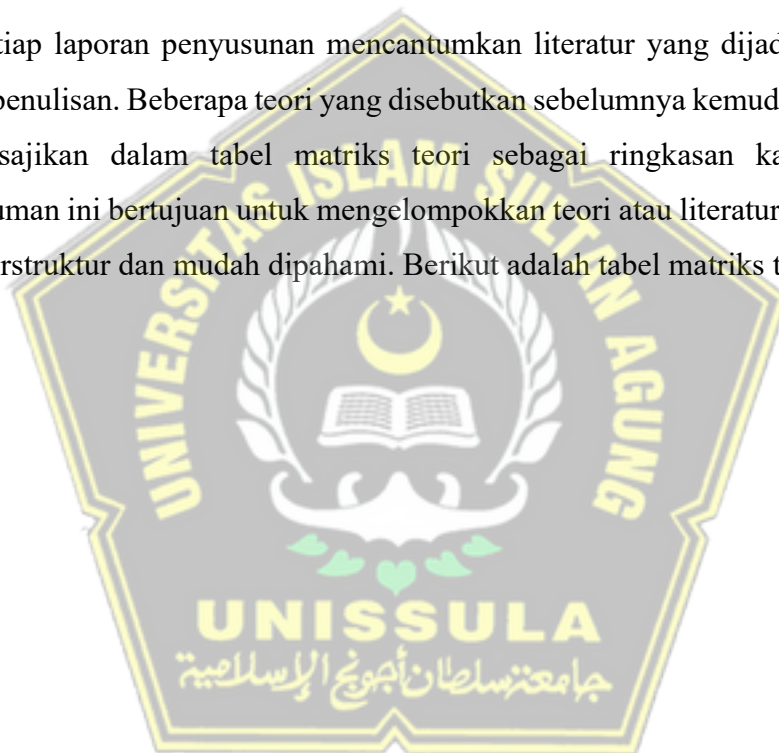 tiap laporan penyusunan mencantumkan literatur yang dijad
penulisan. Beberapa teori yang disebutkan sebelumnya kemud
sajikan dalam tabel matriks teori sebagai ringkasan ka
uman ini bertujuan untuk mengelompokkan teori atau literatur
rstruktur dan mudah dipahami. Berikut adalah tabel matriks t
UNIVERSITAS ISLAM SULTAN AGUNG
UNISSULA
جامعة سلطان أجونج الإسلامية